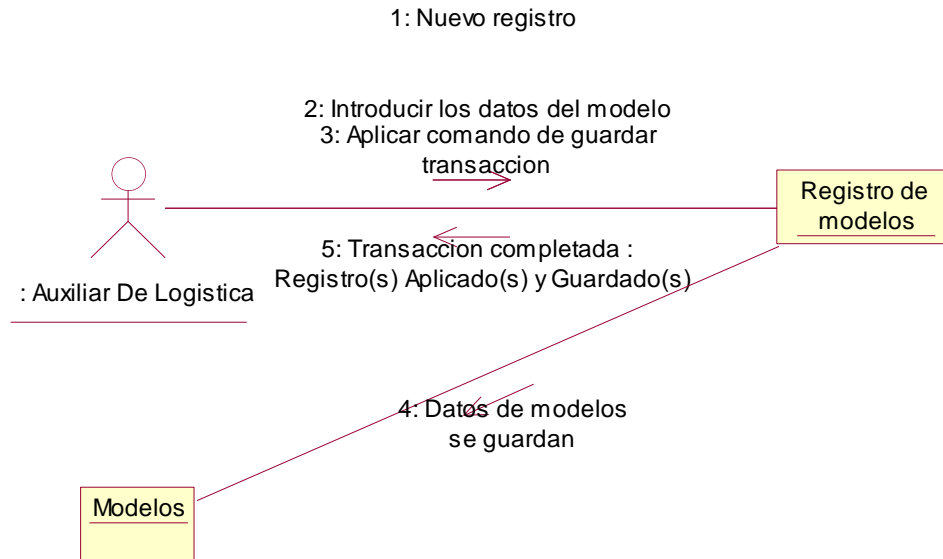 1: Nuevo registro
2: Introducir los datos del modelo
3: Aplicar comando de guardar
transaccion
Registro de
modelos
5: Transaccion completada :
Registro(s) Aplicado(s) y Guardado(s)
: Auxiliar De Logistica
4: Datos de modelos
se guardan
Modelos